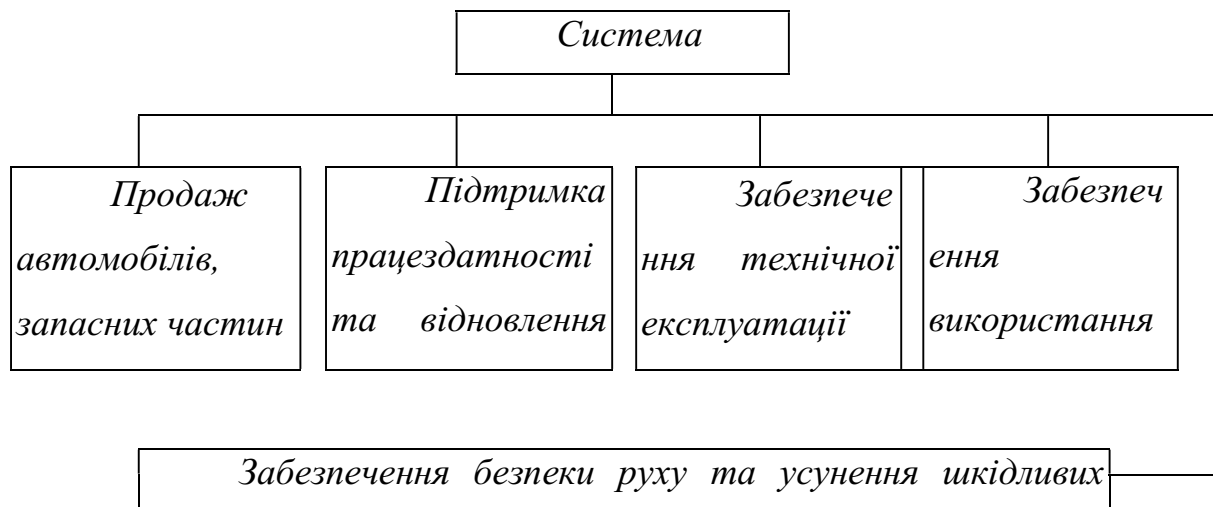 Система
Продаж
автомобілів,
запасних частин
Підтримка
працездатності
та відновлення
Забезпече
ння технічної
експлуатації
Забезпеч
ення
використання
Забезпечення безпеки руху та усунення шкідливих